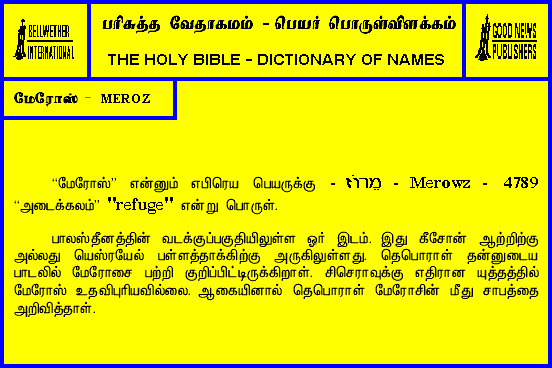 BELLWETHER
INTERNATIONAL
பரிசுத்த வேதாகமம் - பெயர் பொருள்விளக்கம்
THE HOLY BIBLE - DICTIONARY OF NAMES
GOOD NEWS
PUBLISHERS
மேரோஸ் - MEROZ
“மேரோஸ்” என்னும் எபிரெய பெயருக்கு - מֵרוֹז - Merowz - 4789
“அடைக்கலம்” "refuge" என்று பொருள்.
பாலஸ்தீனத்தின் வடக்குப்பகுதியிலுள்ள ஓர் இடம். இது கீசோன் ஆற்றிற்கு
அல்லது யெஸ்ரயேல் பள்ளத்தாக்கிற்கு அருகிலுள்ளது. தெபொராள் தன்னுடைய
பாடலில் மேரோசை பற்றி குறிப்பிட்டிருக்கிறாள். சிசெராவுக்கு எதிரான யுத்தத்தில்
மேரோஸ் உதவிபுரியவில்லை. ஆகையினால் தெபொராள் மேரோசின் மீது சாபத்தை
அறிவித்தாள்.